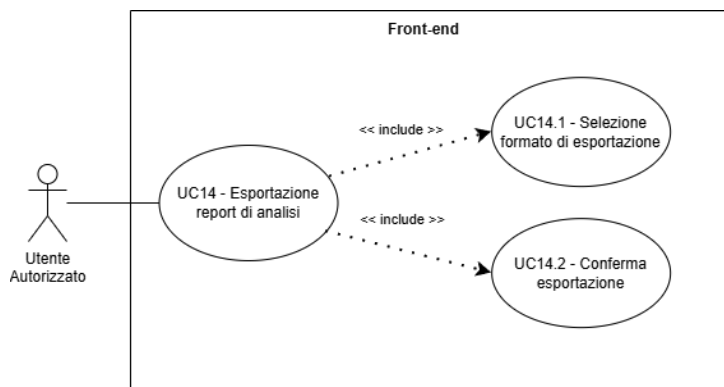 Front-end
<< include >>
UC14.1 - Selezione
formato di esportazione
UC14 - Esportazione
report di analisi
<< include >>
UC14.2 - Conferma
esportazione
Utente
Autorizzato